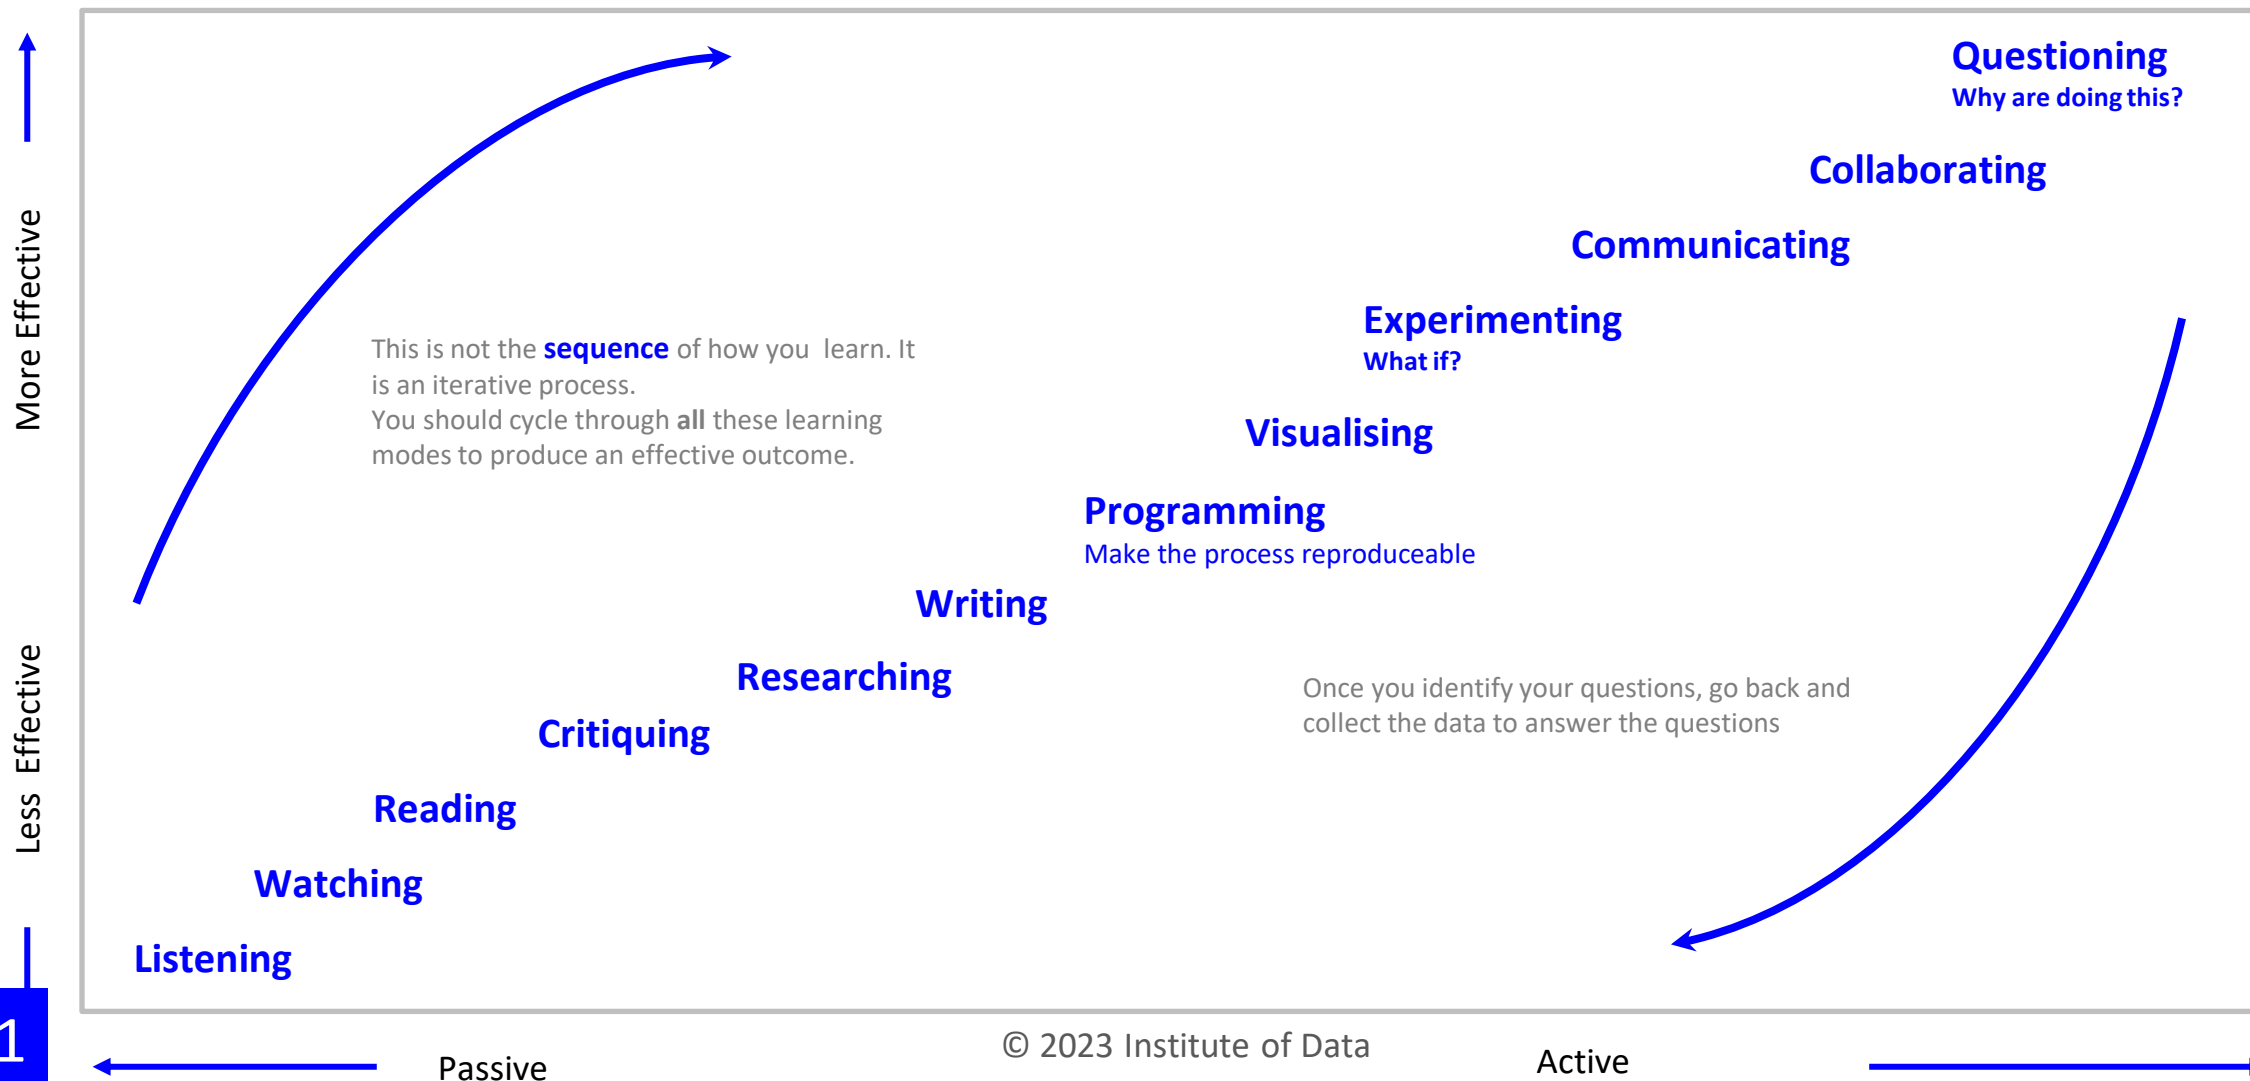 Questioning
Why are doing this?
Collaborating
Communicating
Experimenting
What if?
This is not the sequence of how you learn. It
is an iterative process.
You should cycle through all these learning
modes to produce an effective outcome.
Visualising
Programming
Make the process reproduceable
Writing
Researching
Once you identify your questions, go back and
collect the data to answer the questions
Critiquing
Reading
Watching
Listening
More Effective
Less Effective
1
Passive
© 2023 Institute of Data
Active